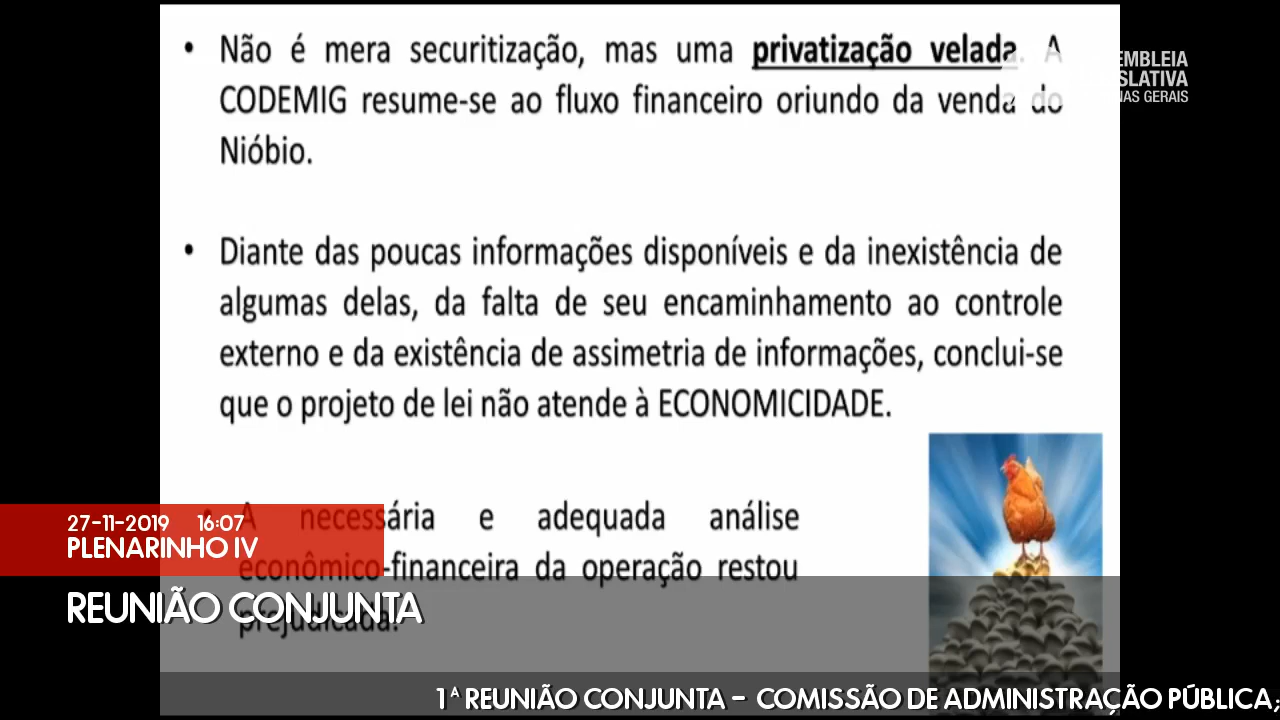 • Não é mera securitização, mas uma privatização velada. A
CODEMIG resume-se ao fluxo financeiro oriundo da venda do
Nióbio.
EMBLEIA
SLATIVA
NAS GERAIS
• Diante das poucas informações disponíveis e da inexistência de
algumas delas, da falta de seu encaminhamento ao controle
externo e da existência de assimetria de informações, conclui-se
que o projeto de lei não atende à ECONOMICIDADE.
• A necessária e adequada análise
econômico-financeira da operação restou
prejudicada.
27-11-2019 16:07
PLENARINHO IV
REUNIÃO CONJUNTA
1ª REUNIÃO CONJUNTA - COMISSÃO DE ADMINISTRAÇÃO PÚBLICA;